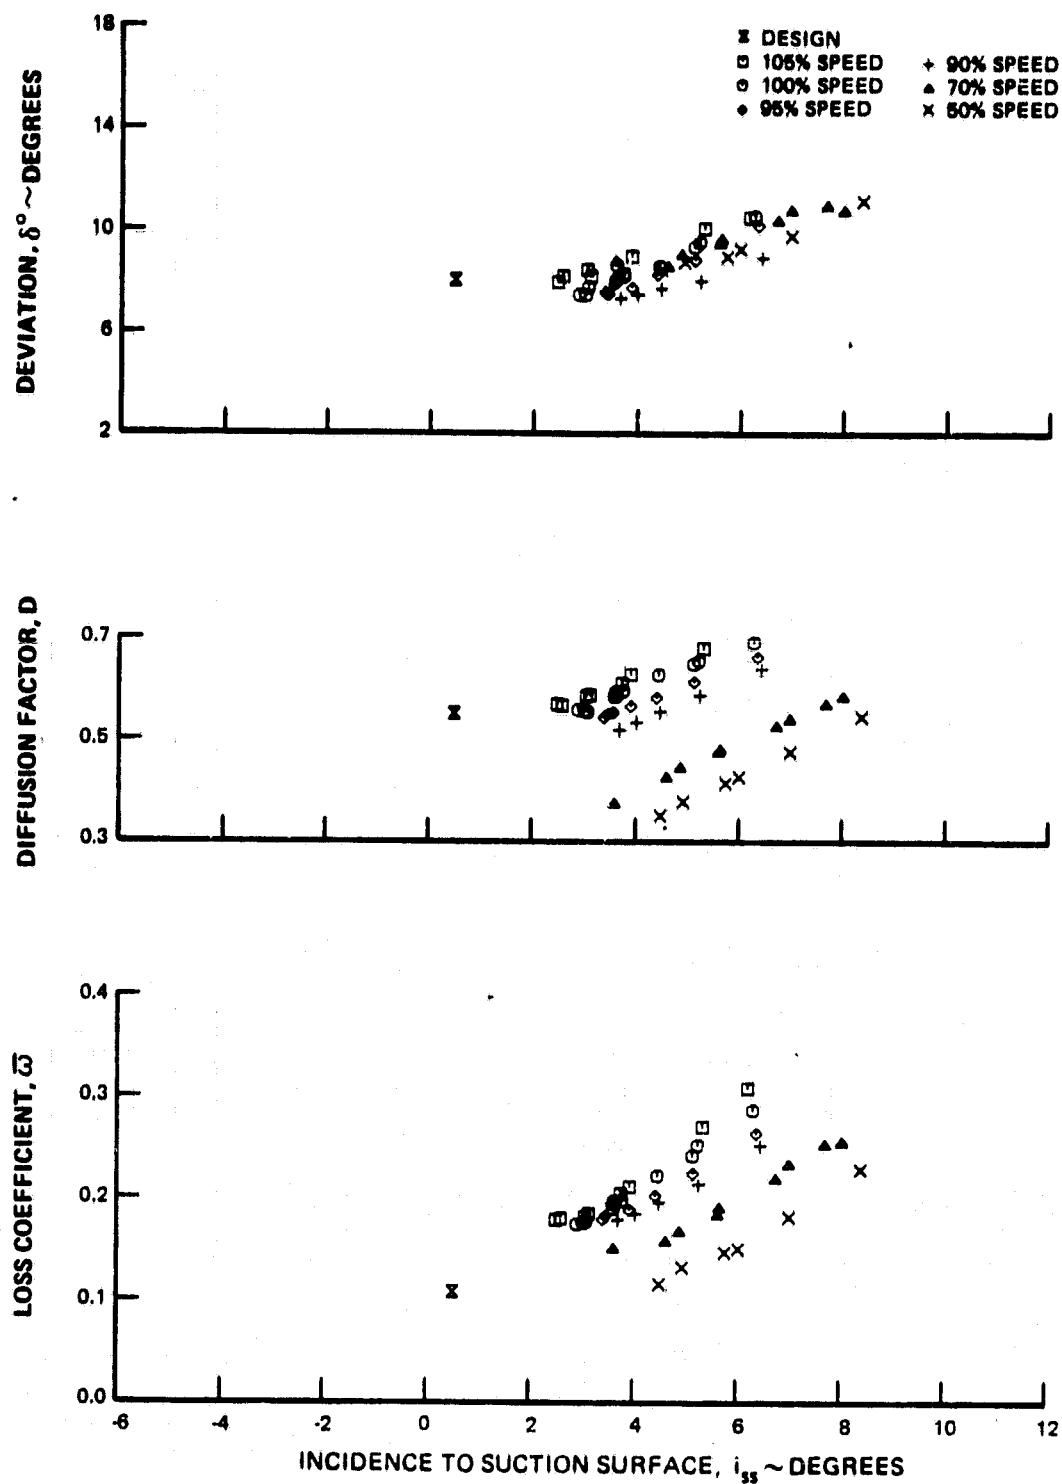 18
14
10
6
2
DEVIATION, δ° ~ DEGREES
DESIGN
105% SPEED
100% SPEED
95% SPEED
90% SPEED
70% SPEED
50% SPEED
0.7
0.5
0.3
DIFFUSION FACTOR, D
0.4
0.3
0.2
0.1
0.0
LOSS COEFFICIENT, ω̅
-6 -4 -2 0 2 4 6 8 10 12
INCIDENCE TO SUCTION SURFACE, iss ~ DEGREES